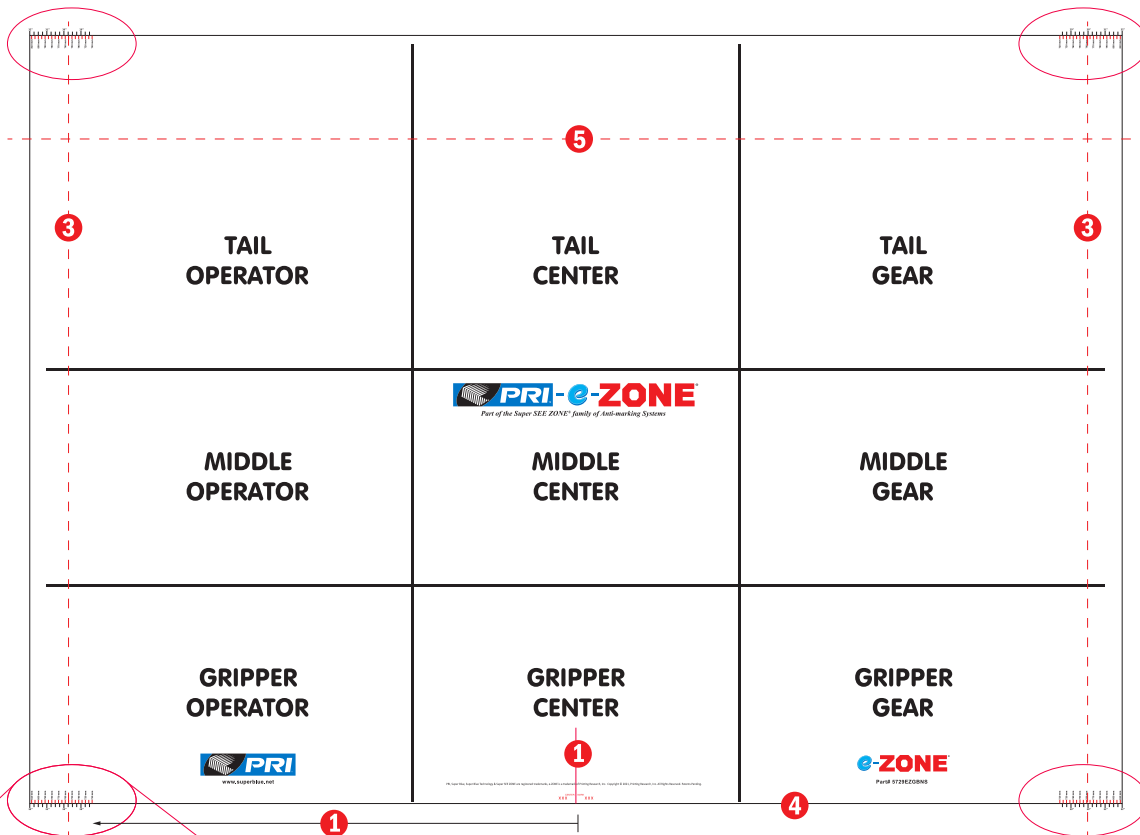 5
3
3
TAIL
OPERATOR
TAIL
CENTER
TAIL
GEAR
PRI-e-ZONE®
Part of the Super SEE ZONE® family of Anti-marking Systems
MIDDLE
OPERATOR
MIDDLE
CENTER
MIDDLE
GEAR
GRIPPER
OPERATOR
GRIPPER
CENTER
GRIPPER
GEAR
PRI
www.superblue.net
1
e-ZONE®
Part# 5729EZGBNS
4
1